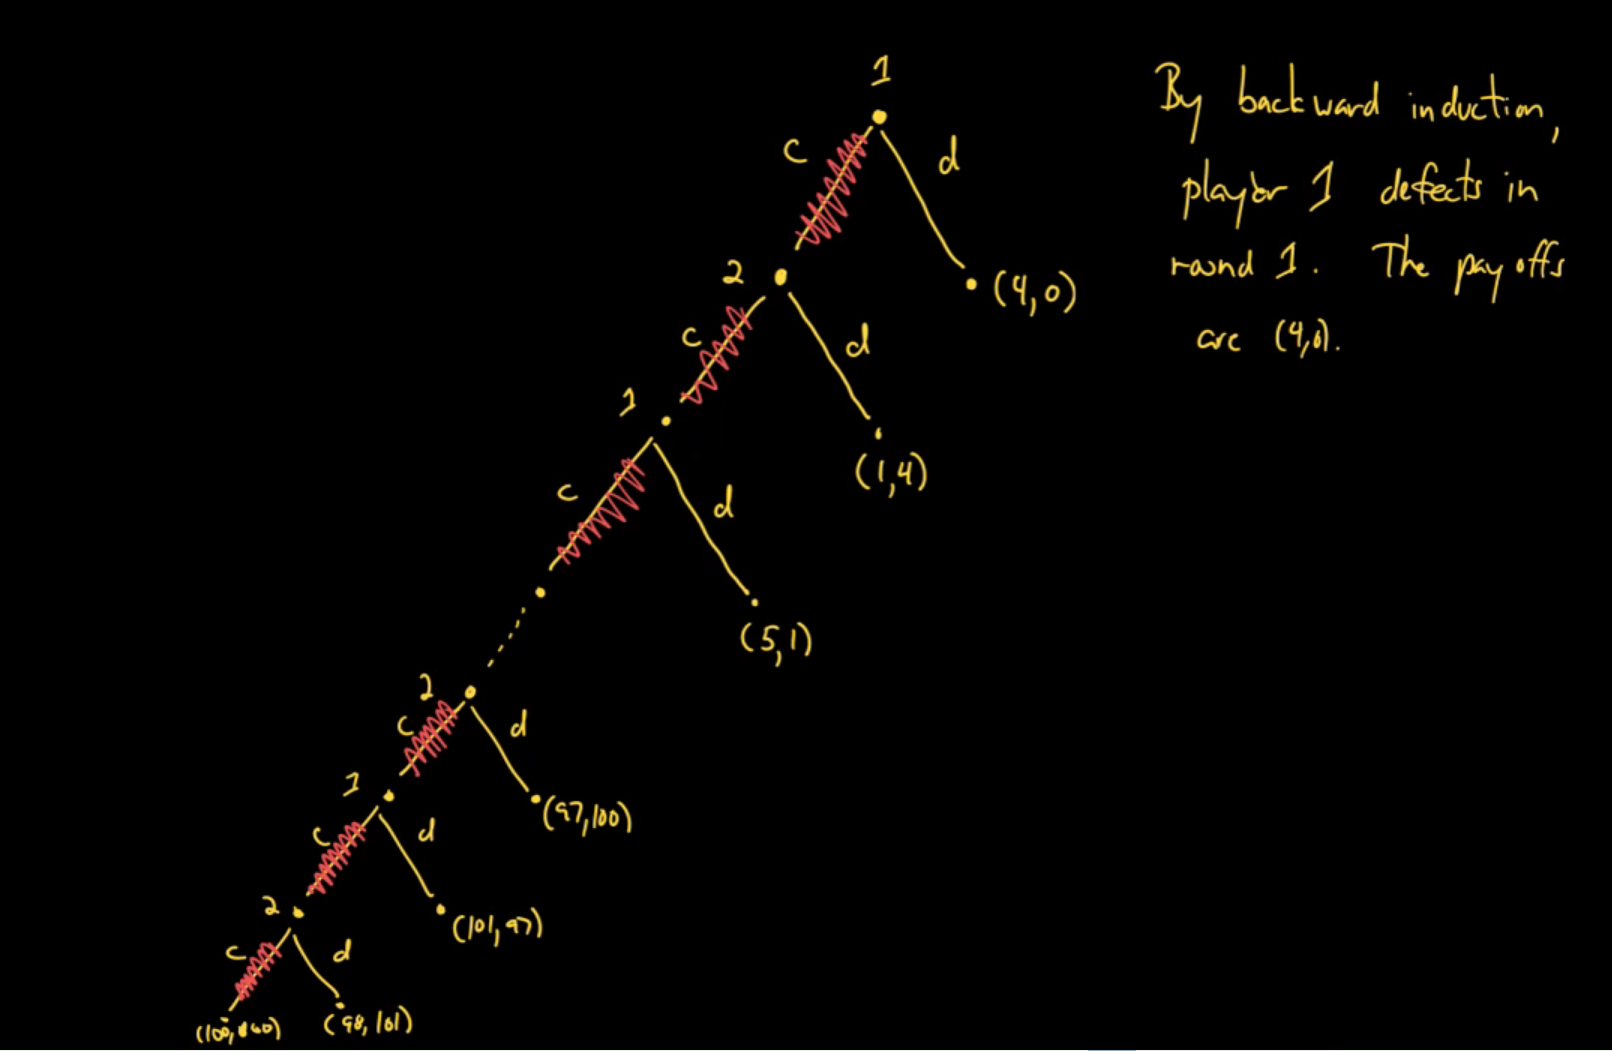 1
By backward induction,
c
d
player 1 defects in
2
round 1. The payoffs
(4,0)
are (4,0).
c
d
1
(1,4)
c
d
(5,1)
2
c
d
1
(97,100)
c
d
2
(101,97)
c
d
(100,100)
(98,101)